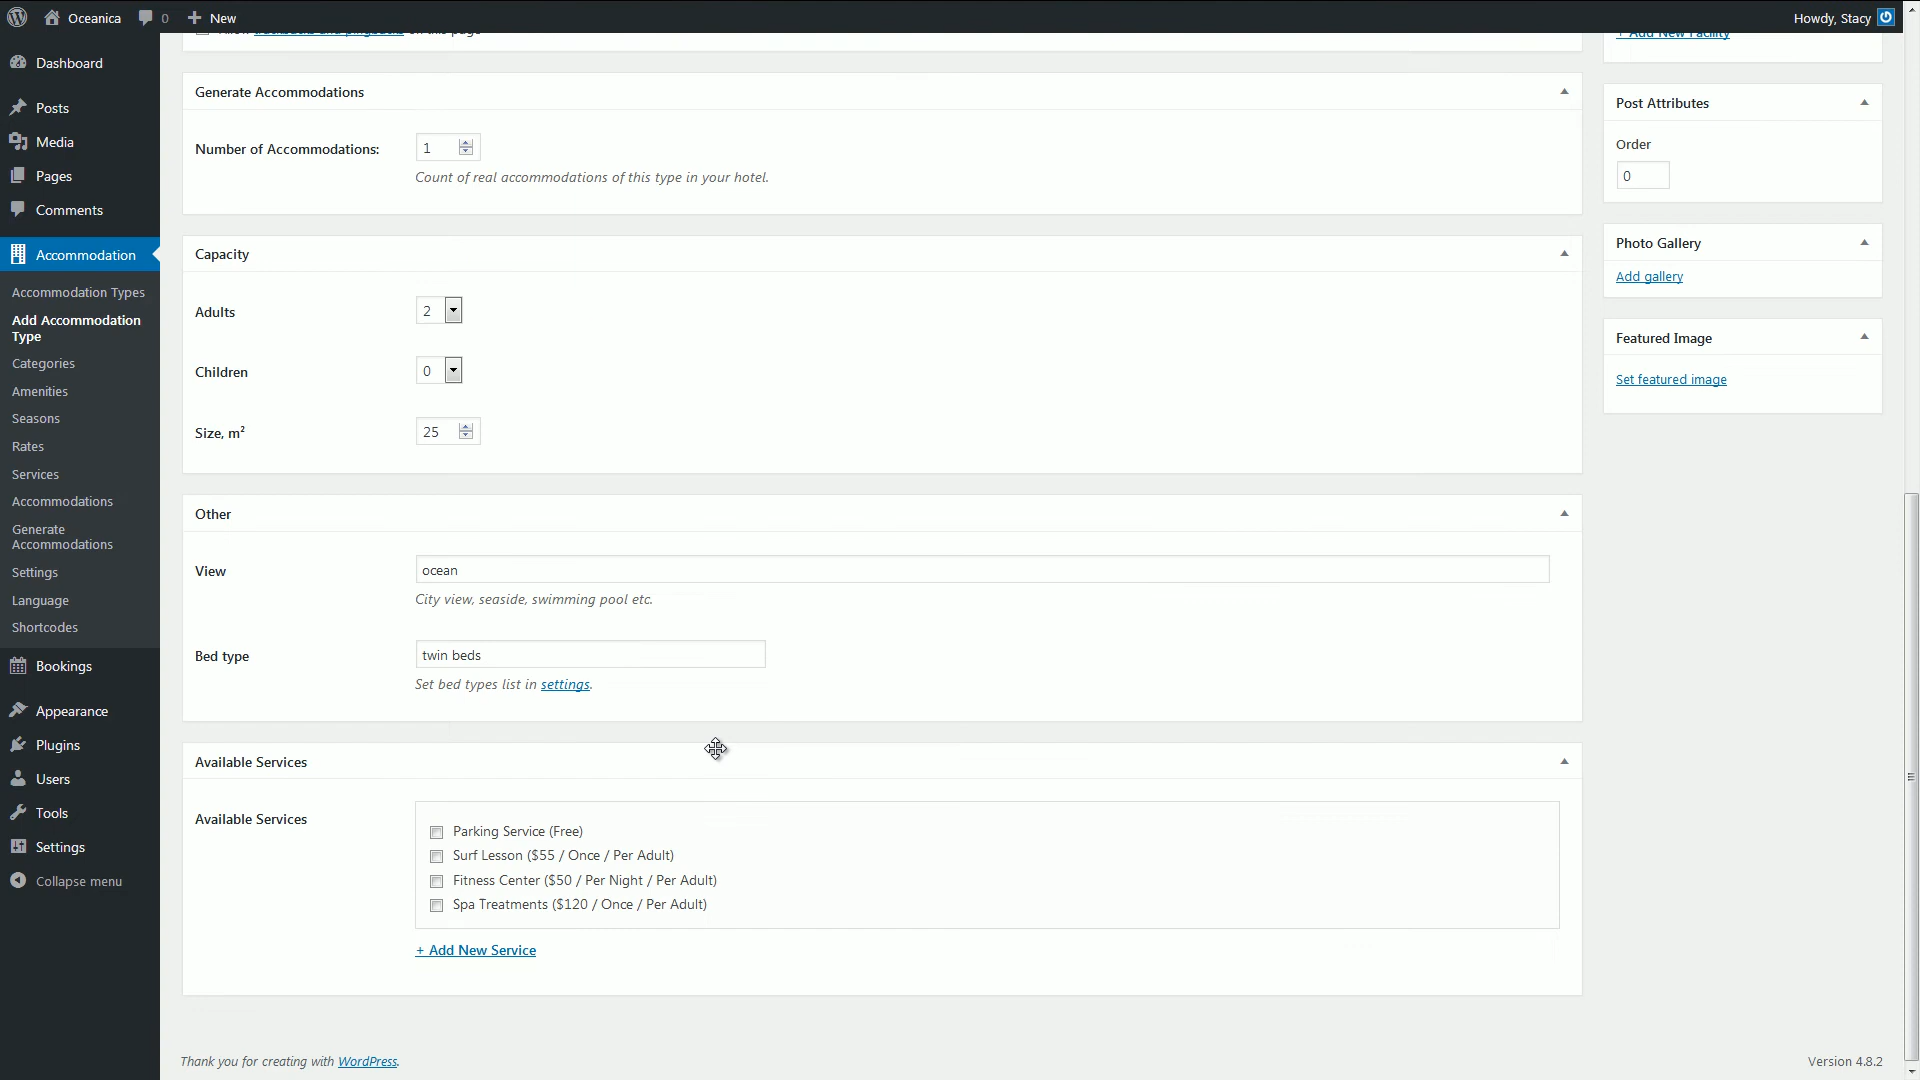 Oceanica
0
New
Howdy, Stacy
Dashboard
Posts
Media
Pages
Comments
Accommodation
Accommodation Types
Add Accommodation
Type
Categories
Amenities
Seasons
Rates
Services
Accommodations
Generate
Accommodations
Settings
Language
Shortcodes
Bookings
Appearance
Plugins
Users
Tools
Settings
Collapse menu
Allow trackbacks and pingbacks on this page
Generate Accommodations
Number of Accommodations:
1
Count of real accommodations of this type in your hotel.
Capacity
Adults
2
Children
0
Size, m²
25
Other
View
ocean
City view, seaside, swimming pool etc.
Bed type
twin beds
Set bed types list in settings.
Available Services
Available Services
Parking Service (Free)
Surf Lesson ($55 / Once / Per Adult)
Fitness Center ($50 / Per Night / Per Adult)
Spa Treatments ($120 / Once / Per Adult)
+ Add New Service
+ Add New Facility
Post Attributes
Order
0
Photo Gallery
Add gallery
Featured Image
Set featured image
Thank you for creating with WordPress.
Version 4.8.2